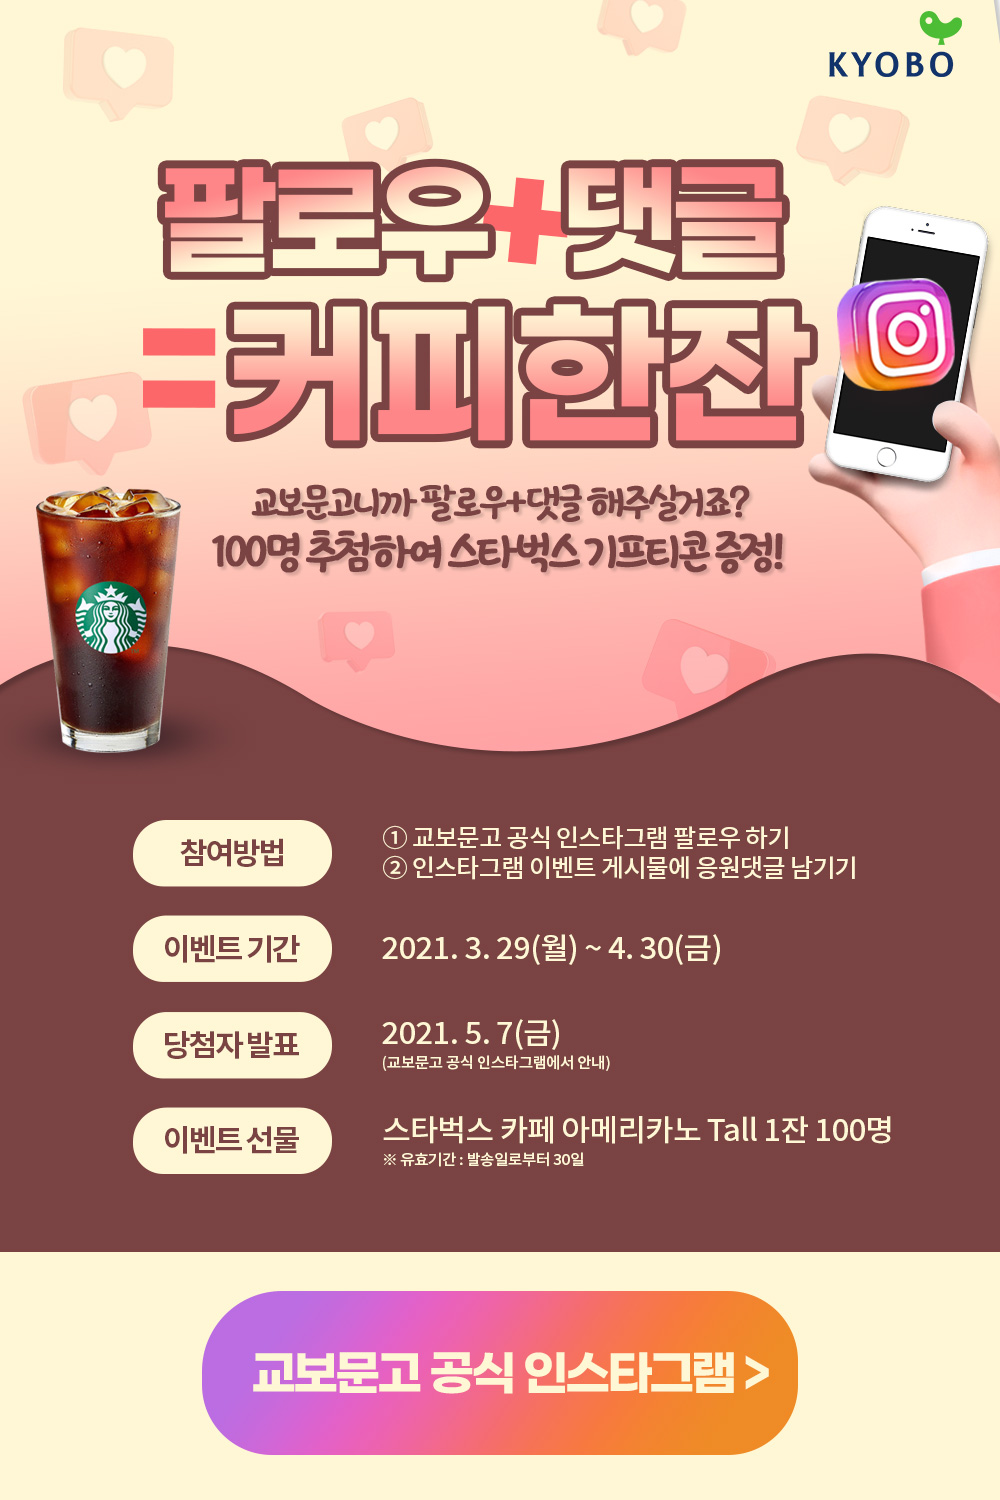 KYOBO
팔로우+댓글
=커피한잔
교보문고니까 팔로우+댓글 해주실거죠?
100명 추첨하여 스타벅스 기프티콘 증정!
참여방법
① 교보문고 공식 인스타그램 팔로우 하기
② 인스타그램 이벤트 게시물에 응원댓글 남기기
이벤트 기간
2021. 3. 29(월) ~ 4. 30(금)
당첨자 발표
2021. 5. 7(금)
(교보문고 공식 인스타그램에서 안내)
이벤트 선물
스타벅스 카페 아메리카노 Tall 1잔 100명
※ 유효기간 : 발송일로부터 30일
교보문고 공식 인스타그램 >